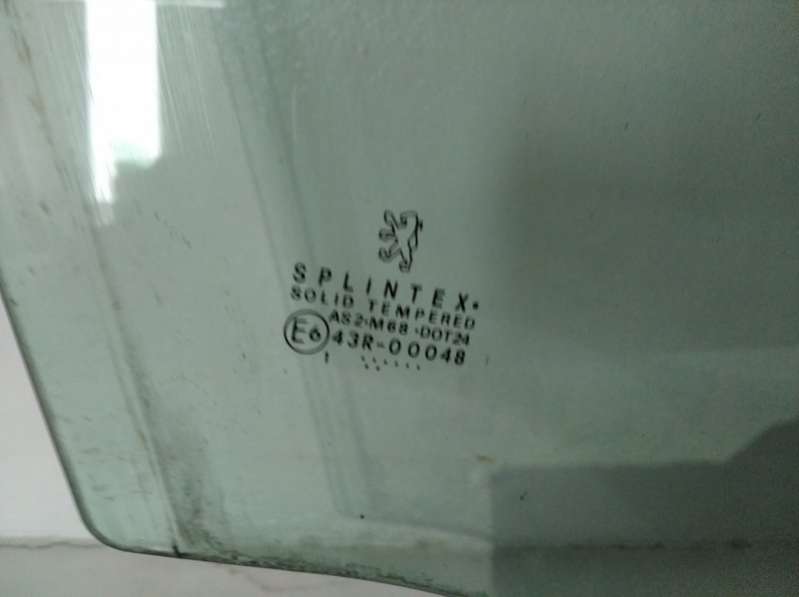 SPLINTEX
SOLID TEMPERED
AS2-M68-DOT24
E6 43R-00048